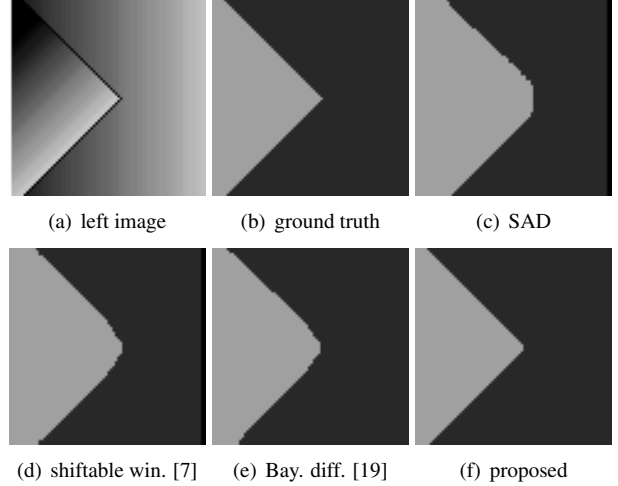 (a) left image (b) ground truth (c) SAD
(d) shiftable win. [7] (e) Bay. diff. [19] (f) proposed